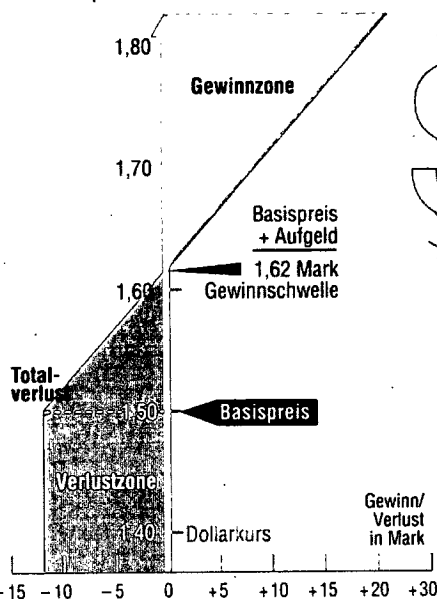 1,80
Gewinnzone
1,70
Basispreis
+ Aufgeld
1,62 Mark
Gewinnschwelle
1,60
Total-
verlust
1,50
Basispreis
Verlustzone
Gewinn/
Verlust
in Mark
1,40
Dollarkurs
-15 -10 -5 0 +5 +10 +15 +20 +30